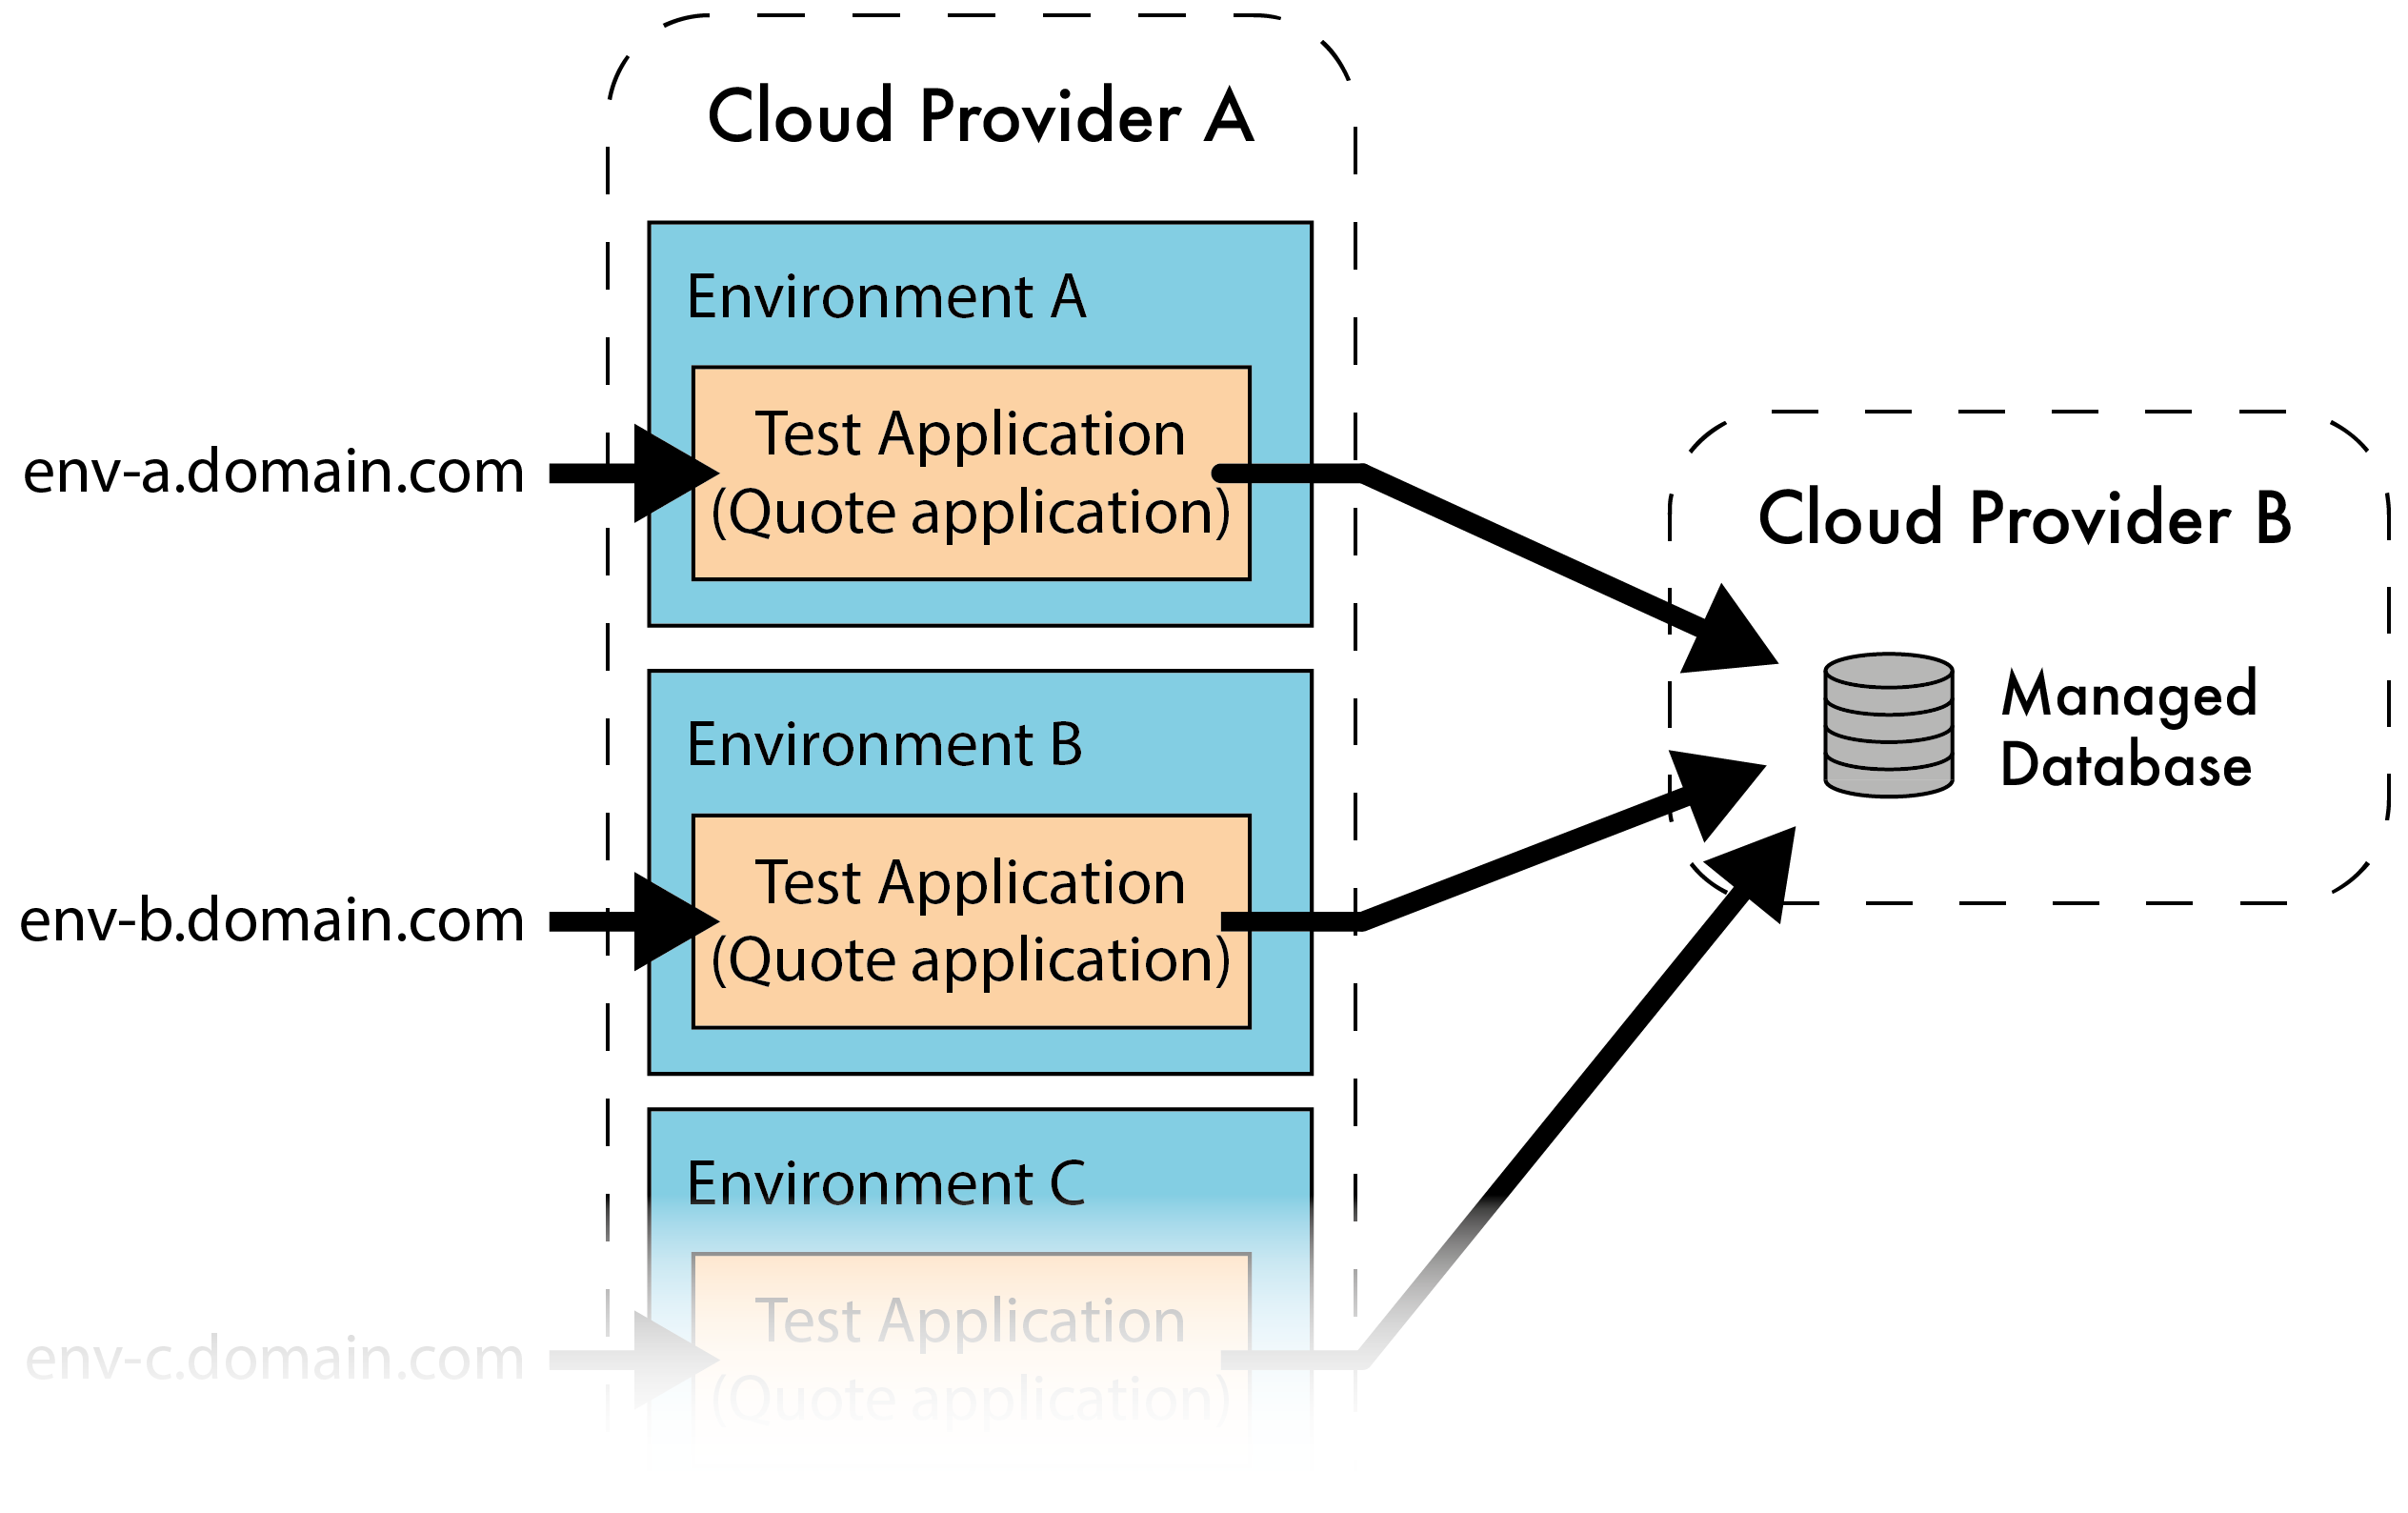 Cloud Provider A
Environment A
env-a.domain.com
Test Application
(Quote application)
Cloud Provider B
Managed
Database
Environment B
env-b.domain.com
Test Application
(Quote application)
Environment C
env-c.domain.com
Test Application
(Quote application)